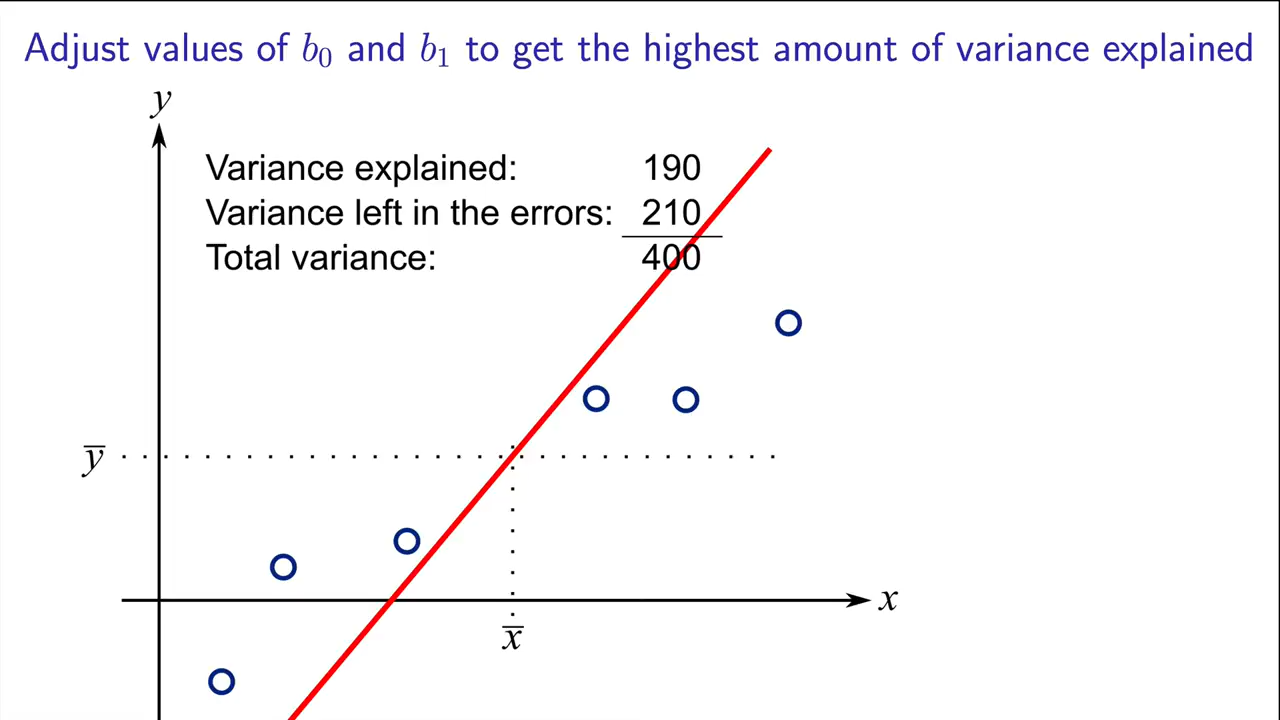 Adjust values of b₀ and b₁ to get the highest amount of variance explained
y
Variance explained: 190
Variance left in the errors: 210
Total variance: 400
y̅
x
x̅